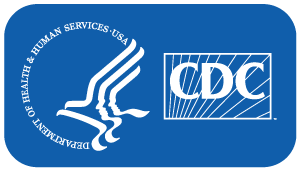 DEPARTMENT OF HEALTH & HUMAN SERVICES·USA
CDC